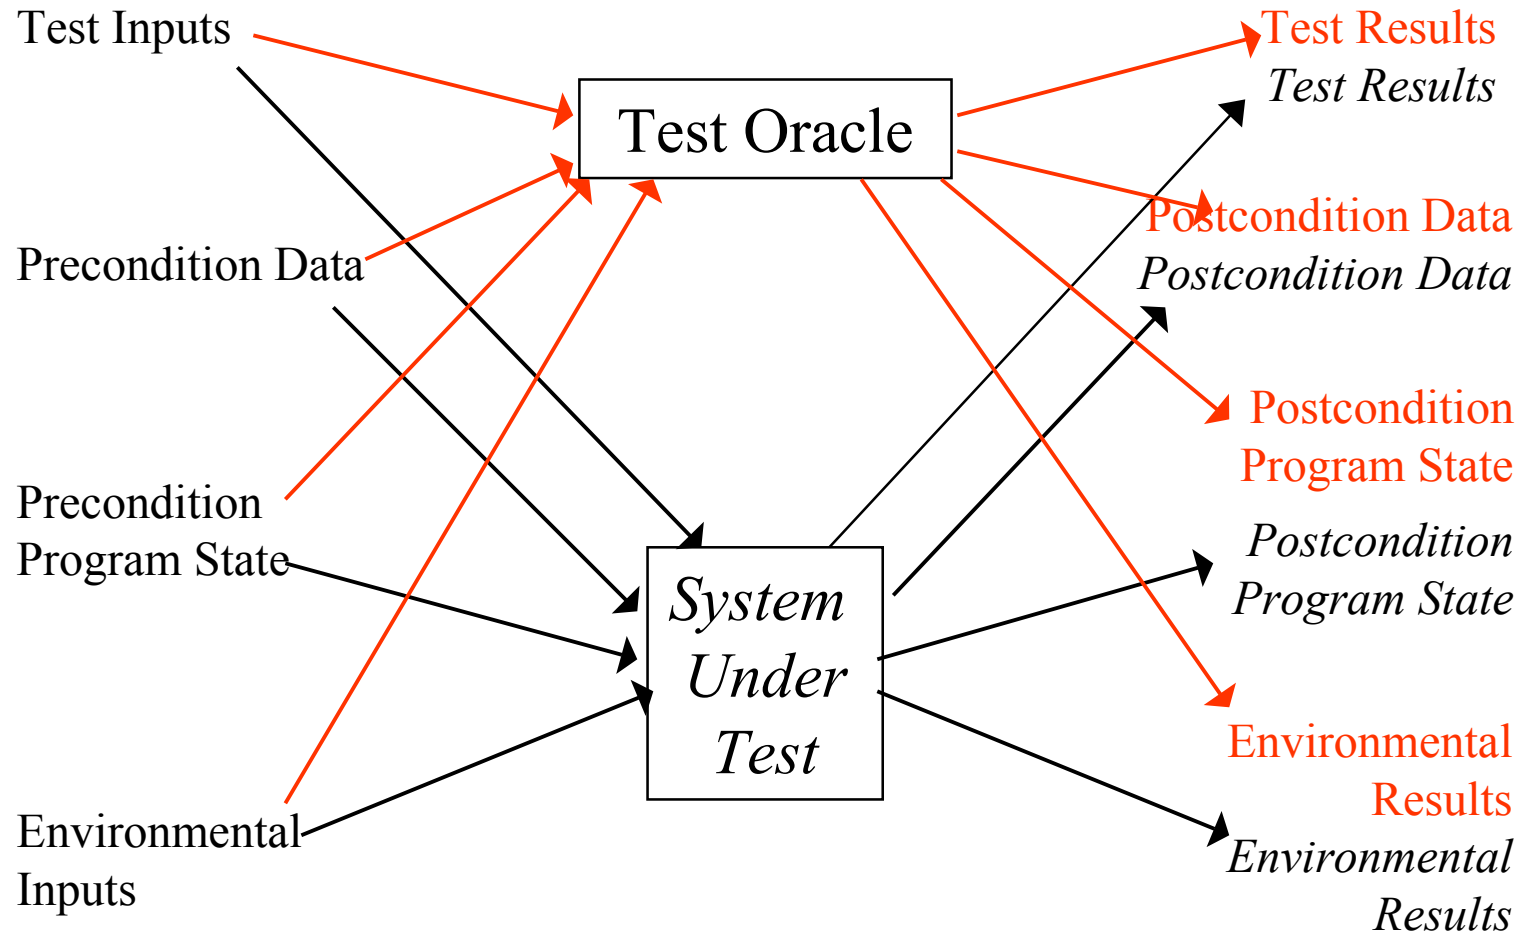 Test Inputs
Precondition Data
Precondition
Program State
Environmental
Inputs
Test Oracle
System
Under
Test
Test Results
Test Results
Postcondition Data
Postcondition Data
Postcondition
Program State
Postcondition
Program State
Environmental
Results
Environmental
Results